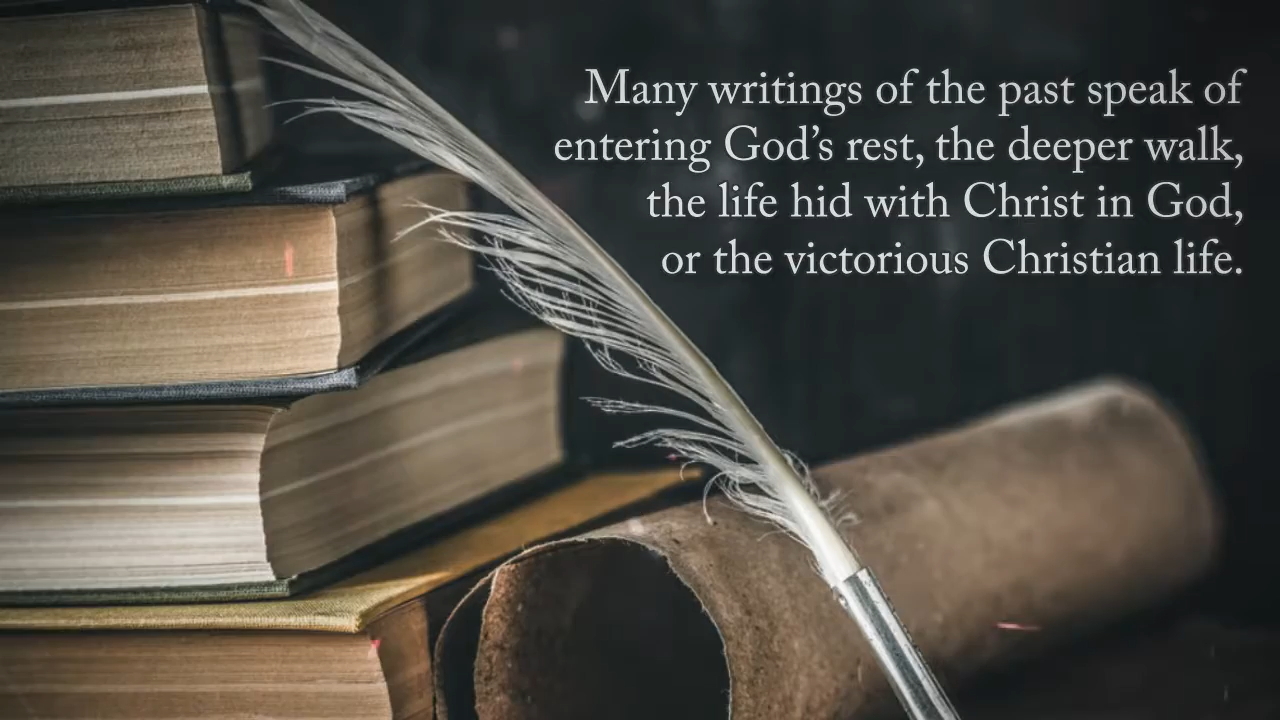 Many writings of the past speak of
entering God’s rest, the deeper walk,
the life hid with Christ in God,
or the victorious Christian life.